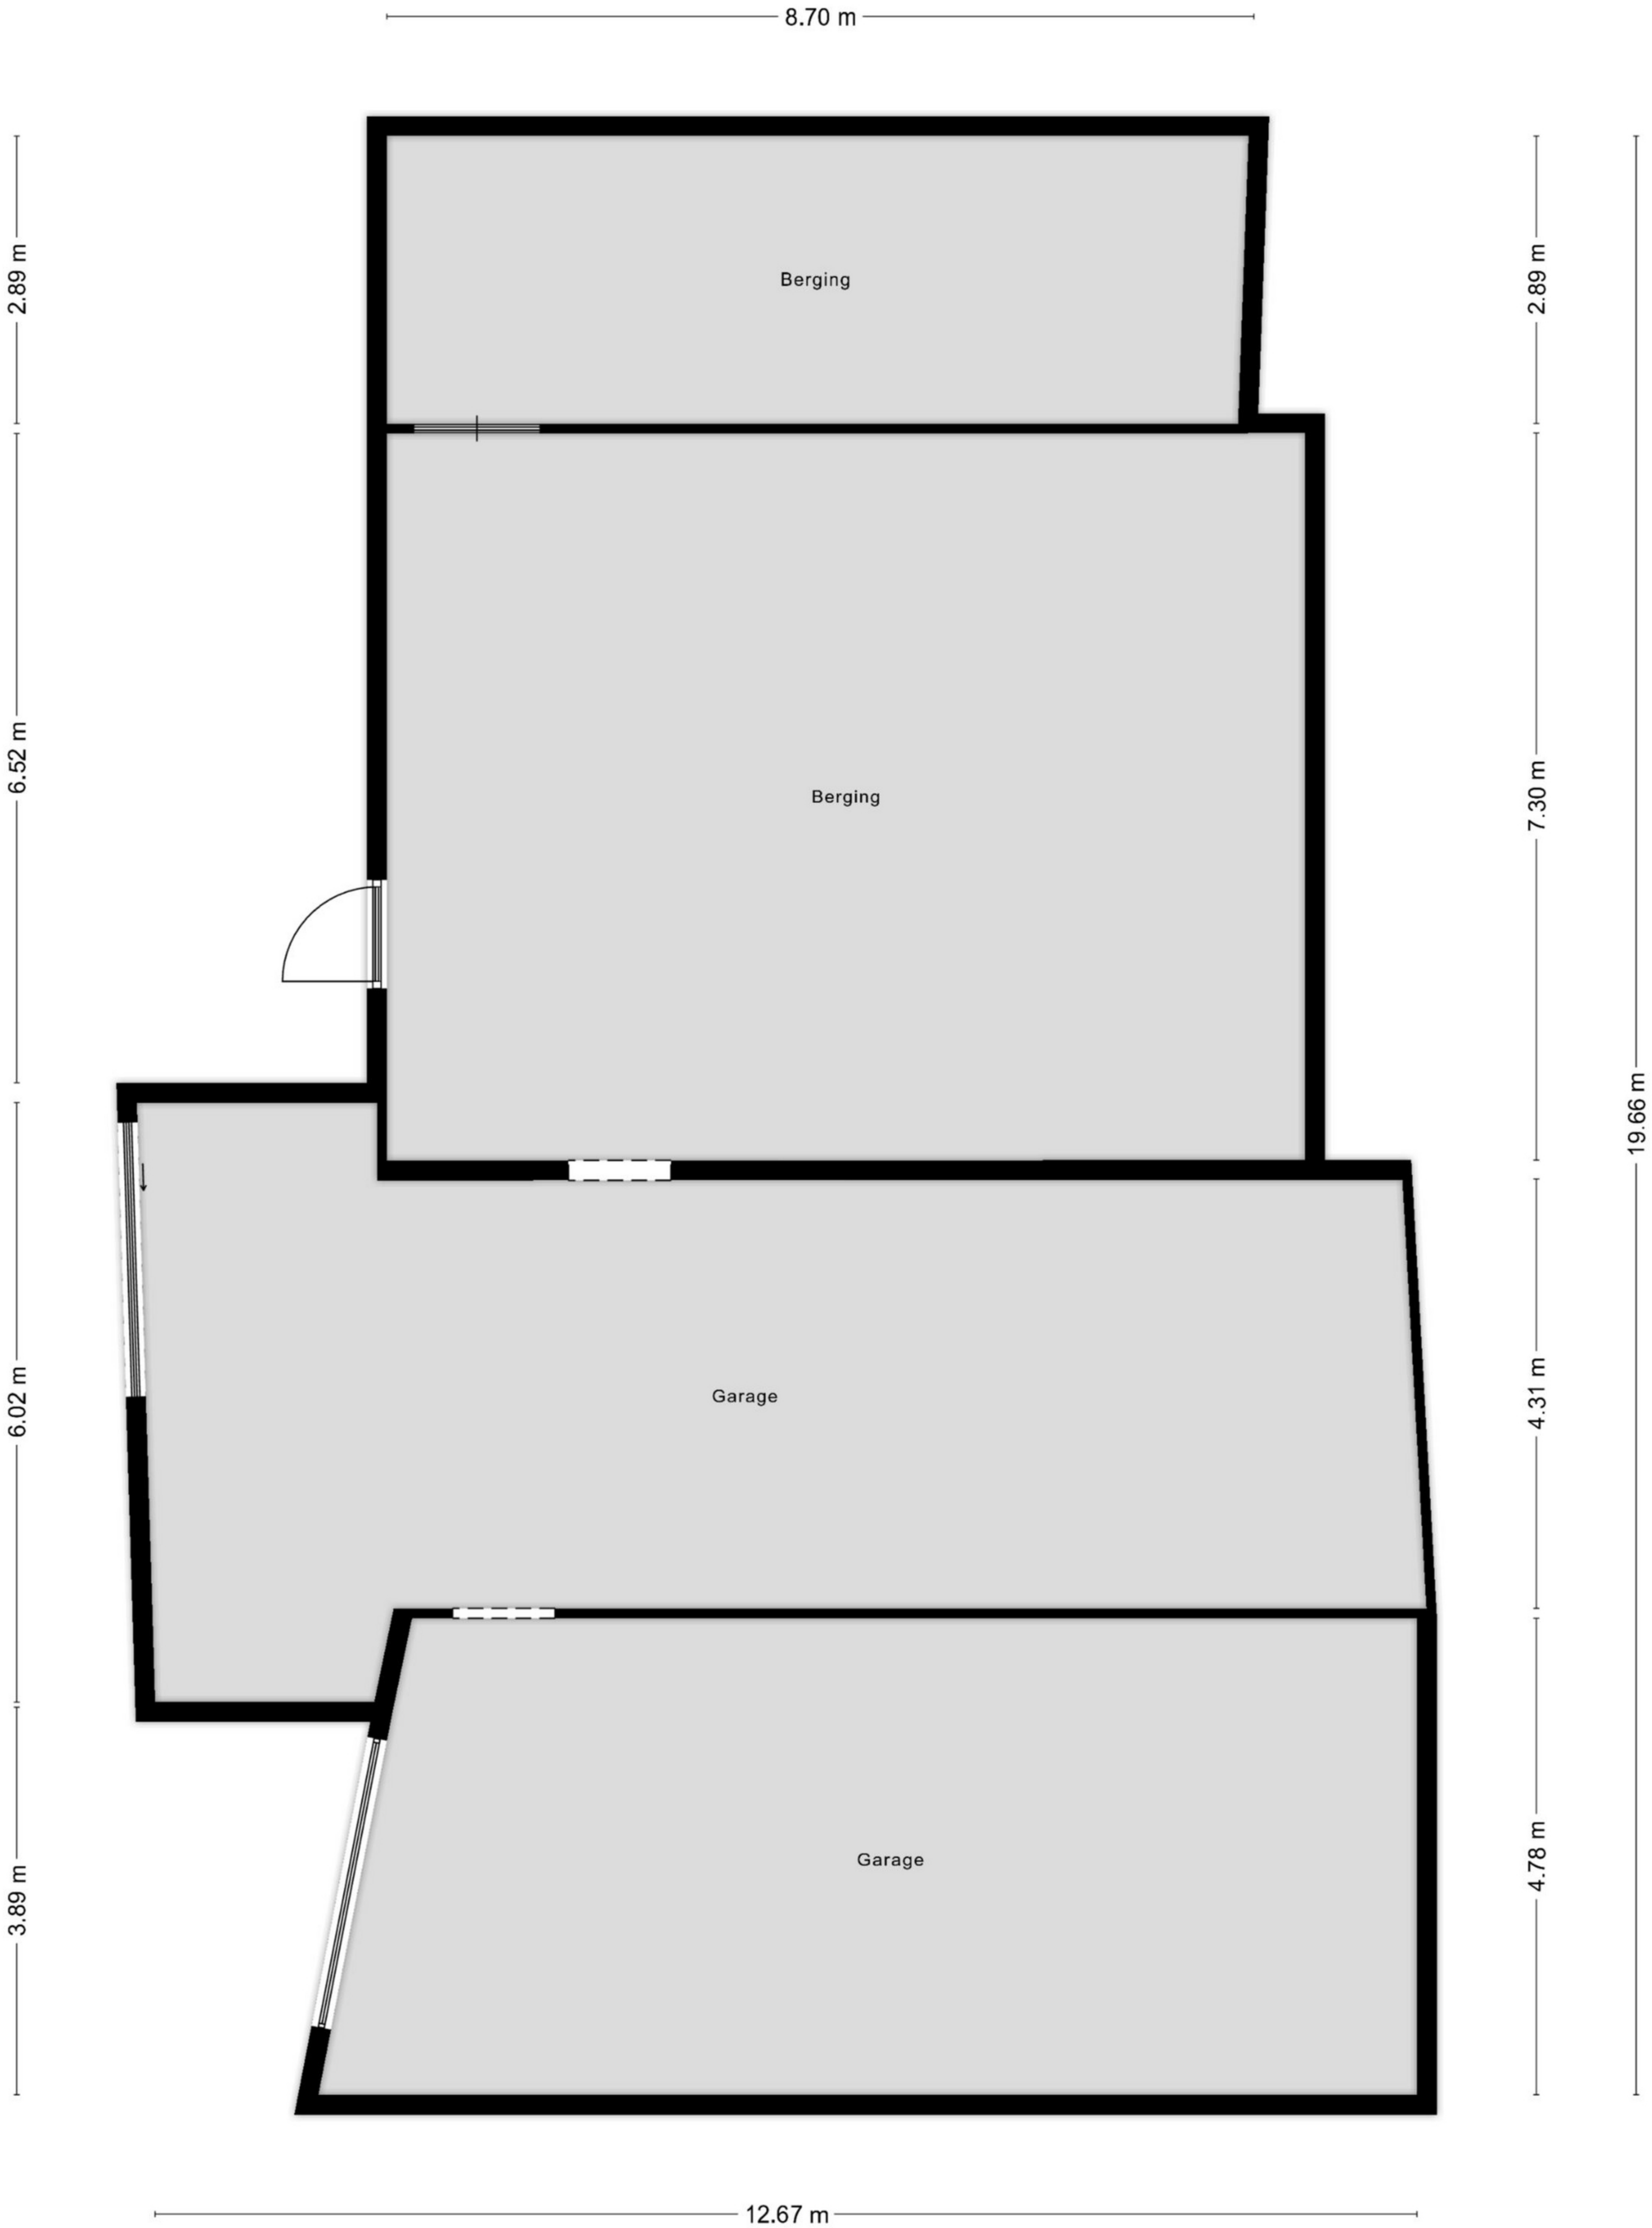 8.70 m
2.89 m
2.89 m
Berging
6.52 m
7.30 m
Berging
19.66 m
6.02 m
4.31 m
Garage
3.89 m
4.78 m
Garage
12.67 m